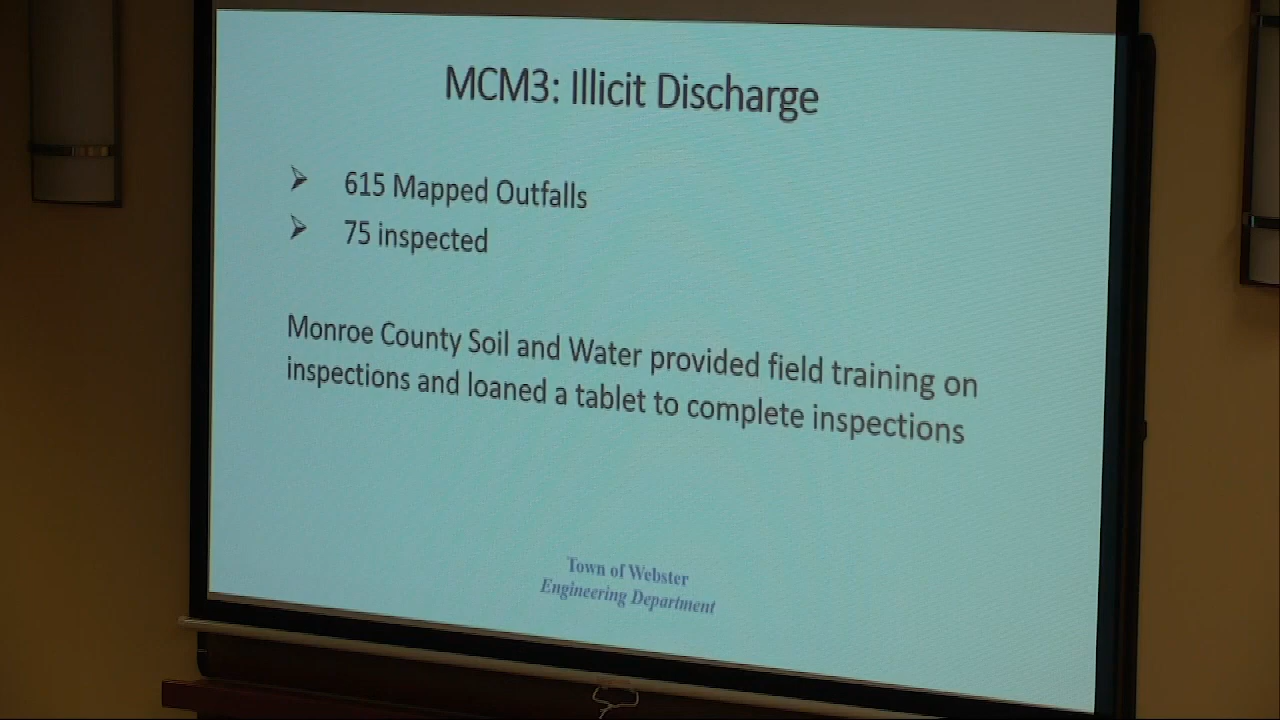 MCM3: Illicit Discharge
615 Mapped Outfalls
75 inspected
Monroe County Soil and Water provided field training on
inspections and loaned a tablet to complete inspections
Town of Webster
Engineering Department